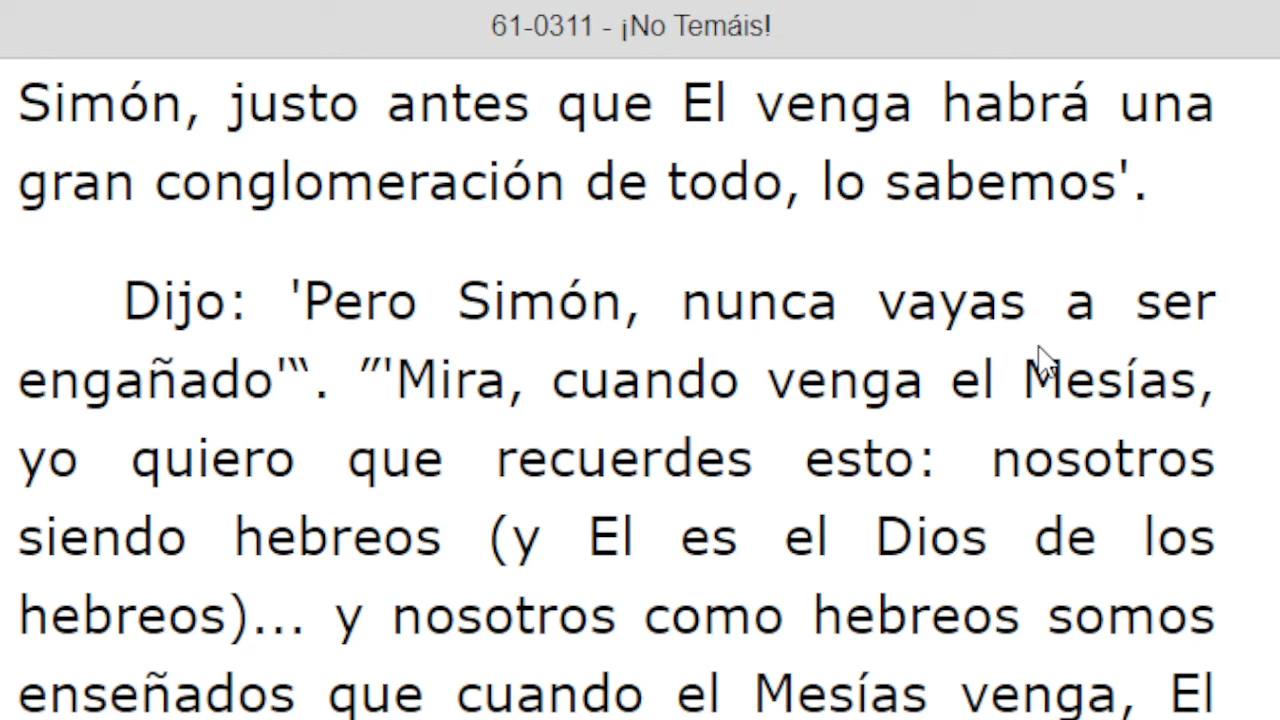 61-0311 - ¡No Temáis!
Simón, justo antes que El venga habrá una
gran conglomeración de todo, lo sabemos'.
Dijo: 'Pero Simón, nunca vayas a ser
engañado'“. ”'Mira, cuando venga el Mesías,
yo quiero que recuerdes esto: nosotros
siendo hebreos (y El es el Dios de los
hebreos)... y nosotros como hebreos somos
enseñados que cuando el Mesías venga, El